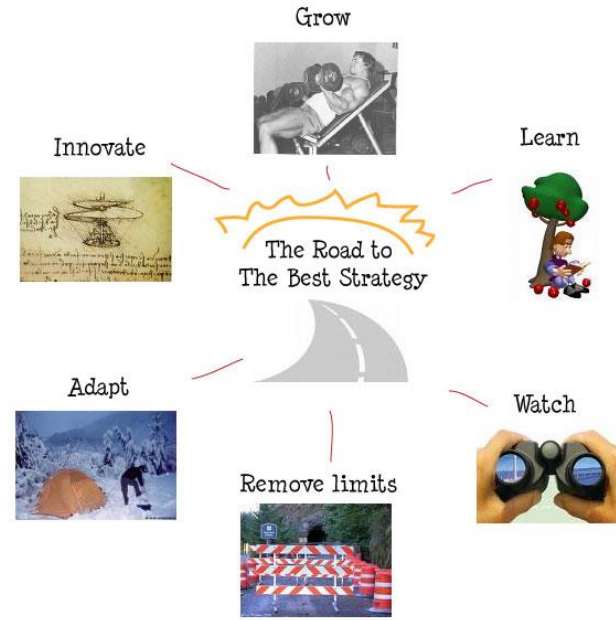 Grow
Innovate
Learn
The Road to
The Best Strategy
Adapt
Watch
Remove limits